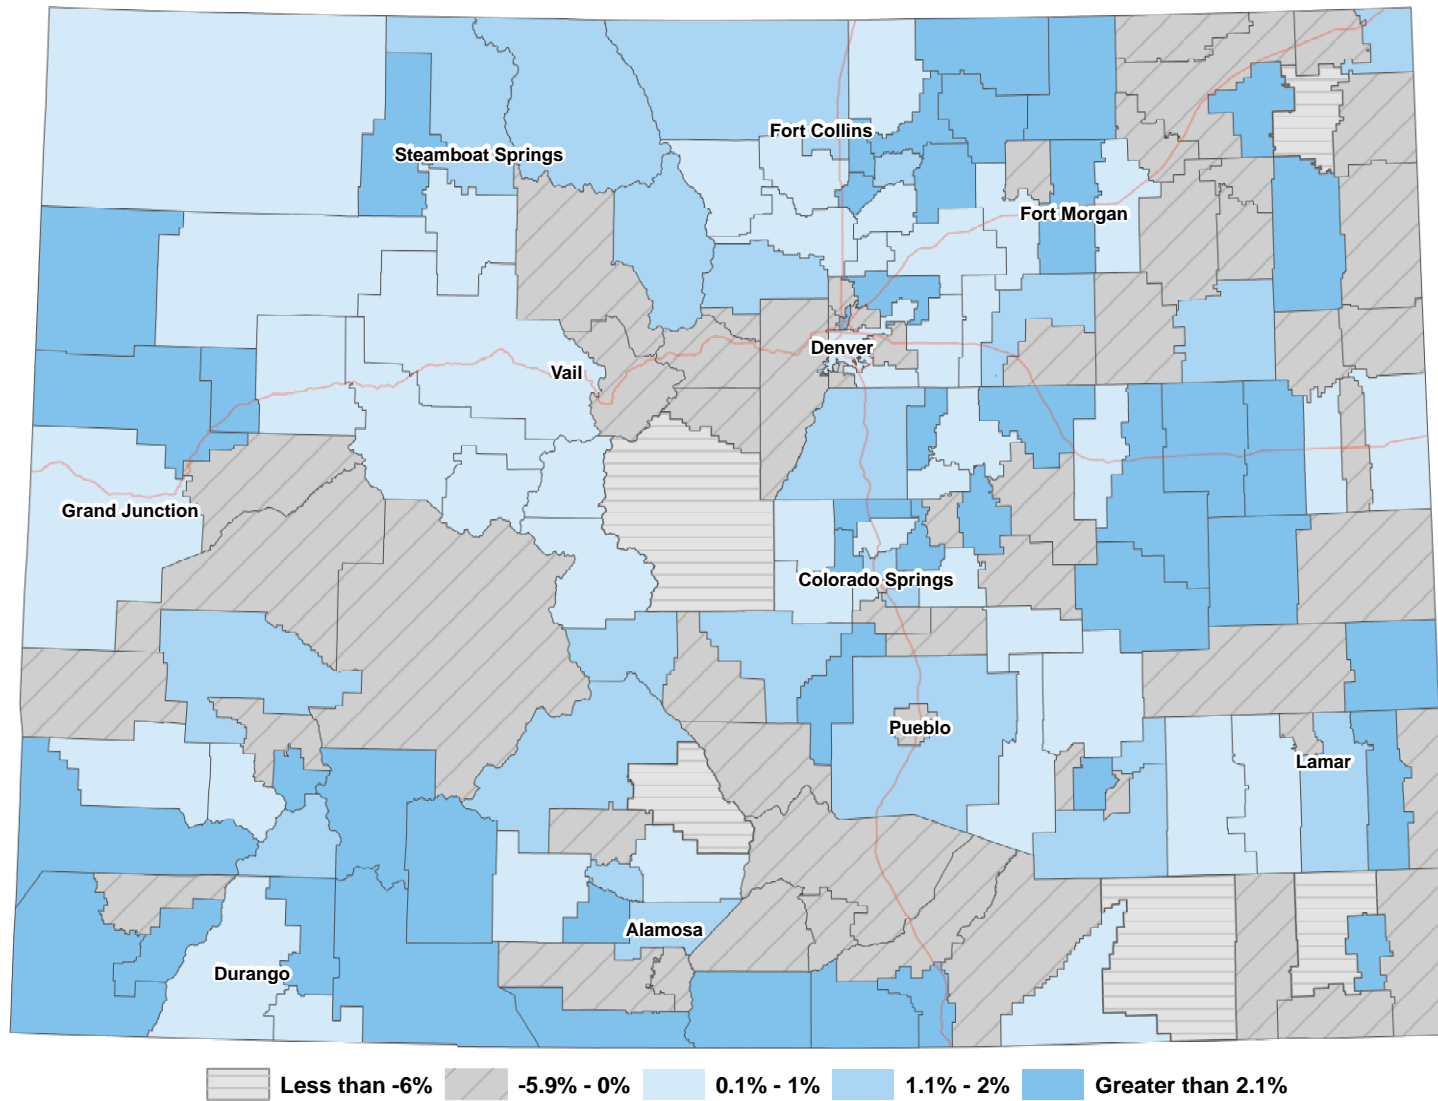 Fort Collins
Steamboat Springs
Fort Morgan
Denver
Vail
Grand Junction
Colorado Springs
Pueblo
Lamar
Alamosa
Durango
Less than -6%
-5.9% - 0%
0.1% - 1%
1.1% - 2%
Greater than 2.1%